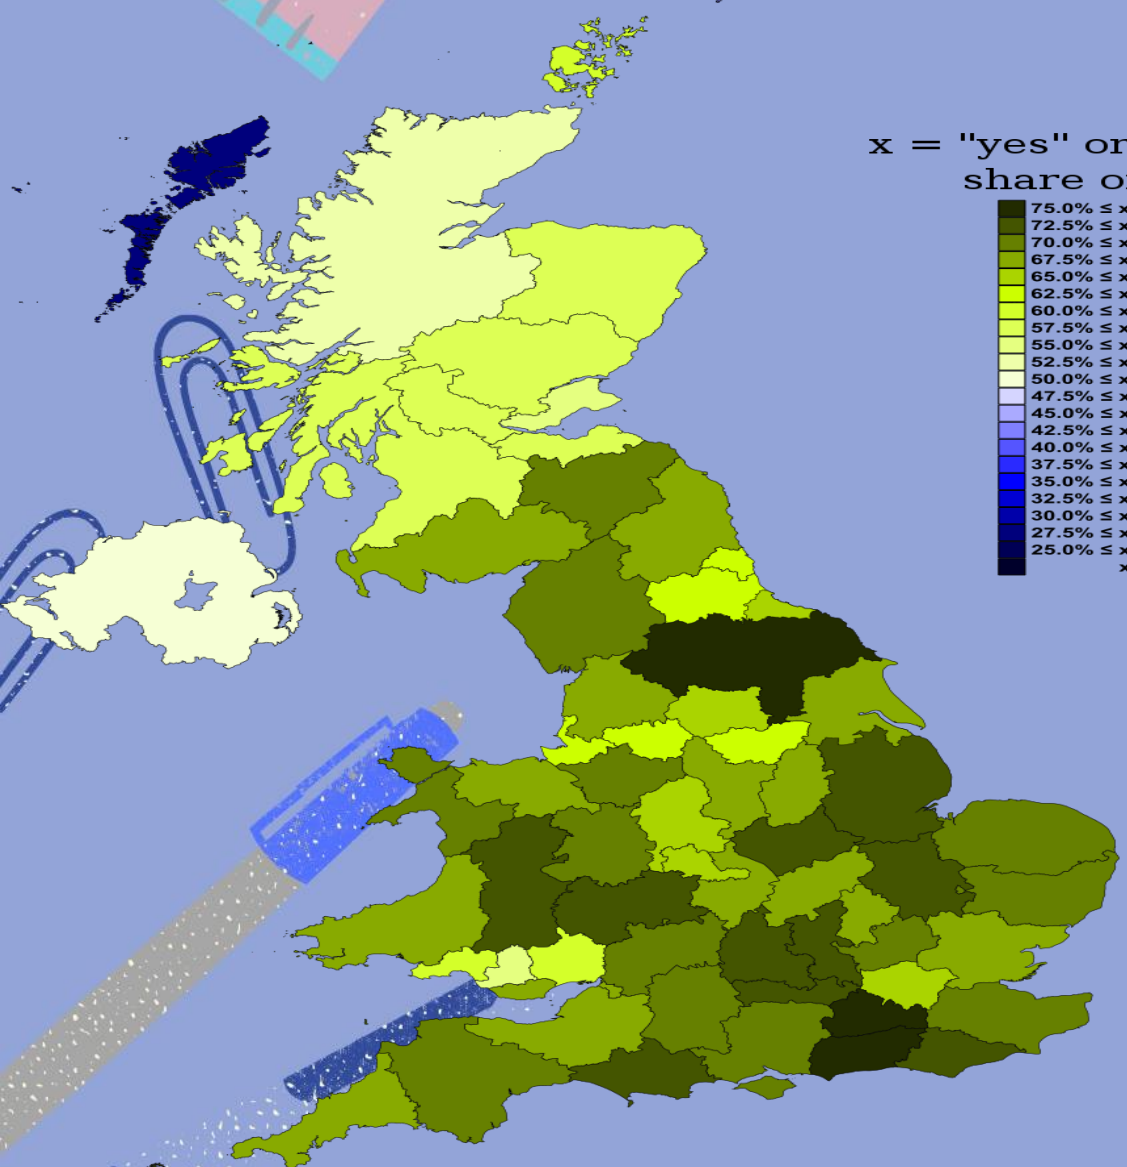 x = "yes" or
share o
75.0% ≤ x
72.5% ≤ x
70.0% ≤ x
67.5% ≤ x
65.0% ≤ x
62.5% ≤ x
60.0% ≤ x
57.5% ≤ x
55.0% ≤ x
52.5% ≤ x
50.0% ≤ x
47.5% ≤ x
45.0% ≤ x
42.5% ≤ x
40.0% ≤ x
37.5% ≤ x
35.0% ≤ x
32.5% ≤ x
30.0% ≤ x
27.5% ≤ x
25.0% ≤ x
x